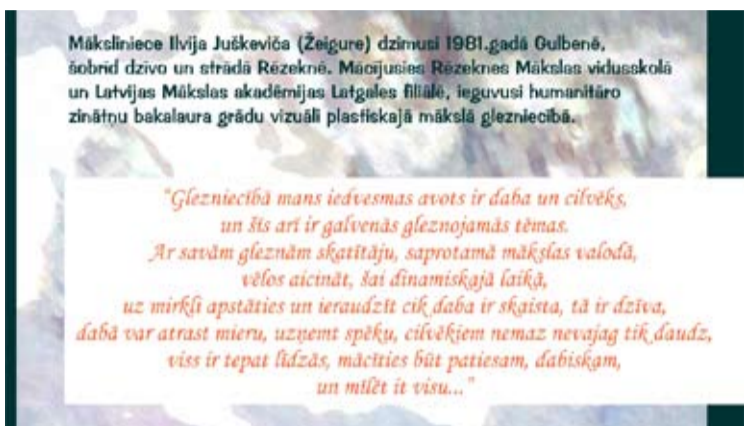 Māksliniece Ilvija Juškeviča (Žeigure) dzimusi 1981.gadā Gulbenē,
šobrīd dzīvo un strādā Rēzeknē. Mācījusies Rēzeknes Mākslas vidusskolā
un Latvijas Mākslas akadēmijas Latgales filiālē, ieguvusi humanitāro
zinātņu bakalaura grādu vizuāli plastiskajā mākslā glezniecībā.
"Glezniecībā mans iedvesmas avots ir daba un cilvēks,
un šīs arī ir galvenās gleznojamās tēmas.
Ar savām gleznām skatītāju, saprotamā mākslas valodā,
vēlos aicināt, šai dinamiskajā laikā,
uz mirkli apstāties un ieraudzīt cik daba ir skaista, tā ir dzīva,
dabā var atrast mieru, uzņemt spēku, cilvēkiem nemaz nevajag tik daudz,
viss ir tepat līdzās, mācīties būt patiesam, dabiskam,
un mīlēt it visu..."